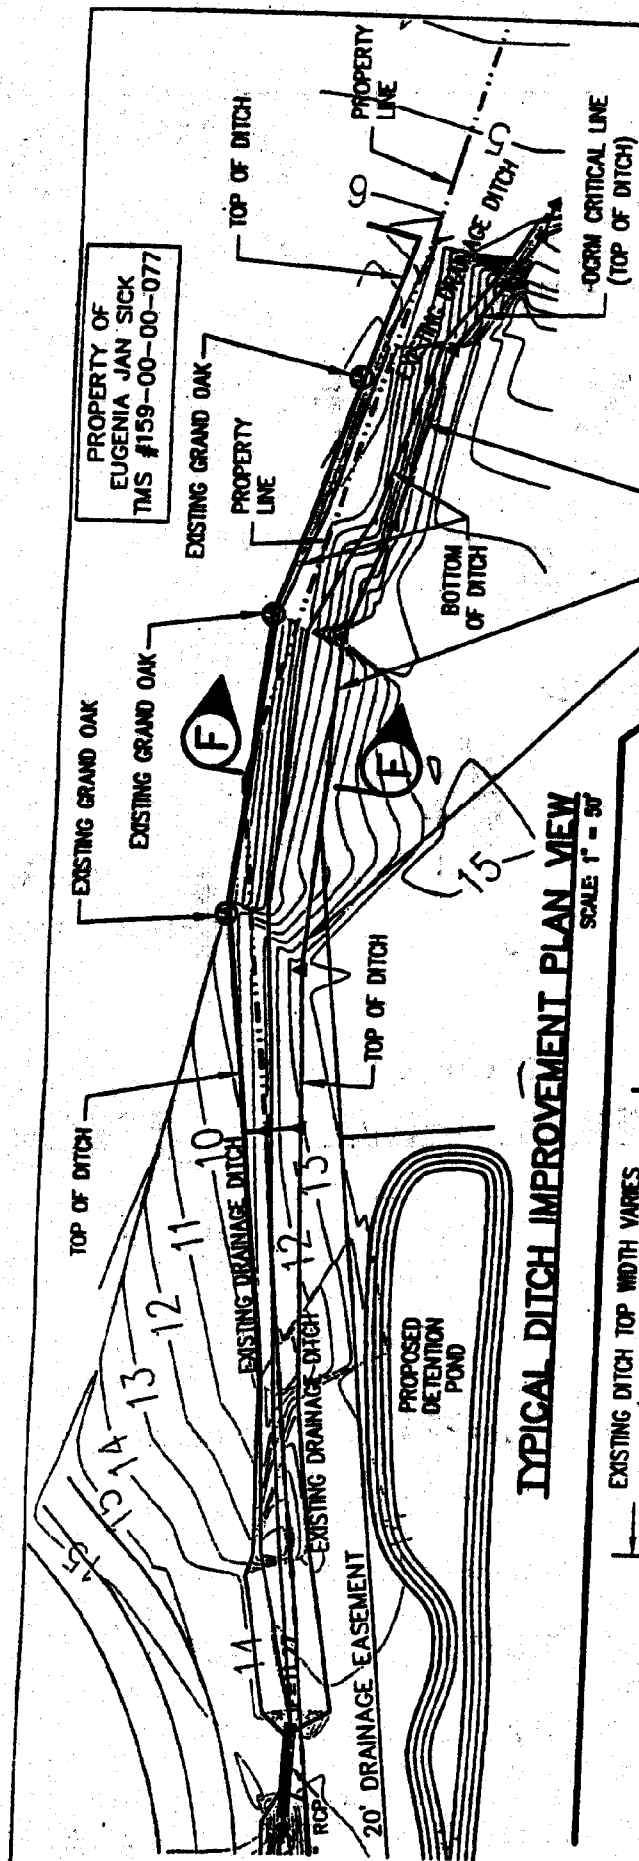 PROPERTY OF
EUGENIA JAN SICK
TMS #159-00-00-077
EXISTING GRAND OAK
EXISTING GRAND OAK
EXISTING GRAND OAK
TOP OF DITCH
TOP OF DITCH
PROPERTY
LINE
PROPERTY
LINE
9
5
EXISTING DRAINAGE DITCH
OCRM CRITICAL LINE
(TOP OF DITCH)
BOTTOM
OF DITCH
F
F
15
TOP OF DITCH
15
15
14
13
12
11
10
EXISTING DRAINAGE DITCH
12
13
EXISTING DRAINAGE DITCH
14
RCP
20' DRAINAGE EASEMENT
PROPOSED
DETENTION
POND
TYPICAL DITCH IMPROVEMENT PLAN VIEW
SCALE: 1" = 50'
EXISTING DITCH TOP WIDTH VARIES